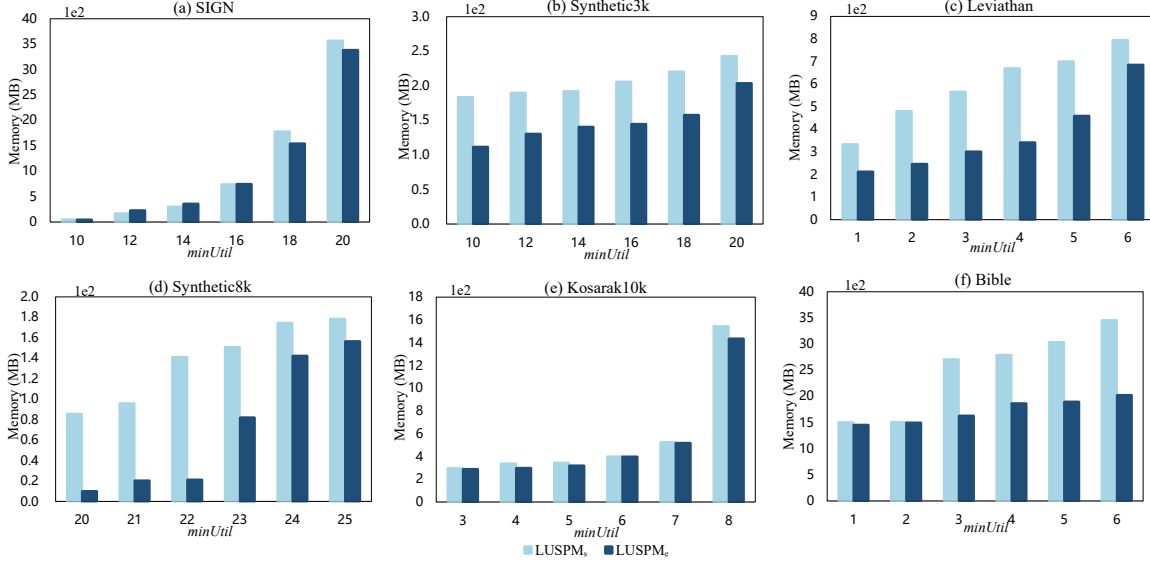 (a) SIGN
1e2
Memory (MB)
40
35
30
25
20
15
10
5
0
10 12 14 16 18 20
minUtil
(b) Synthetic3k
1e2
Memory (MB)
3.0
2.5
2.0
1.5
1.0
0.5
0.0
10 12 14 16 18 20
minUtil
(c) Leviathan
1e2
Memory (MB)
9
8
7
6
5
4
3
2
1
0
1 2 3 4 5 6
minUtil
(d) Synthetic8k
1e2
Memory (MB)
2.0
1.8
1.6
1.4
1.2
1.0
0.8
0.6
0.4
0.2
0.0
20 21 22 23 24 25
minUtil
(e) Kosarak10k
1e2
Memory (MB)
18
16
14
12
10
8
6
4
2
0
3 4 5 6 7 8
minUtil
(f) Bible
1e2
Memory (MB)
40
35
30
25
20
15
10
5
0
1 2 3 4 5 6
minUtil
LUSPMₛ LUSPMₑ